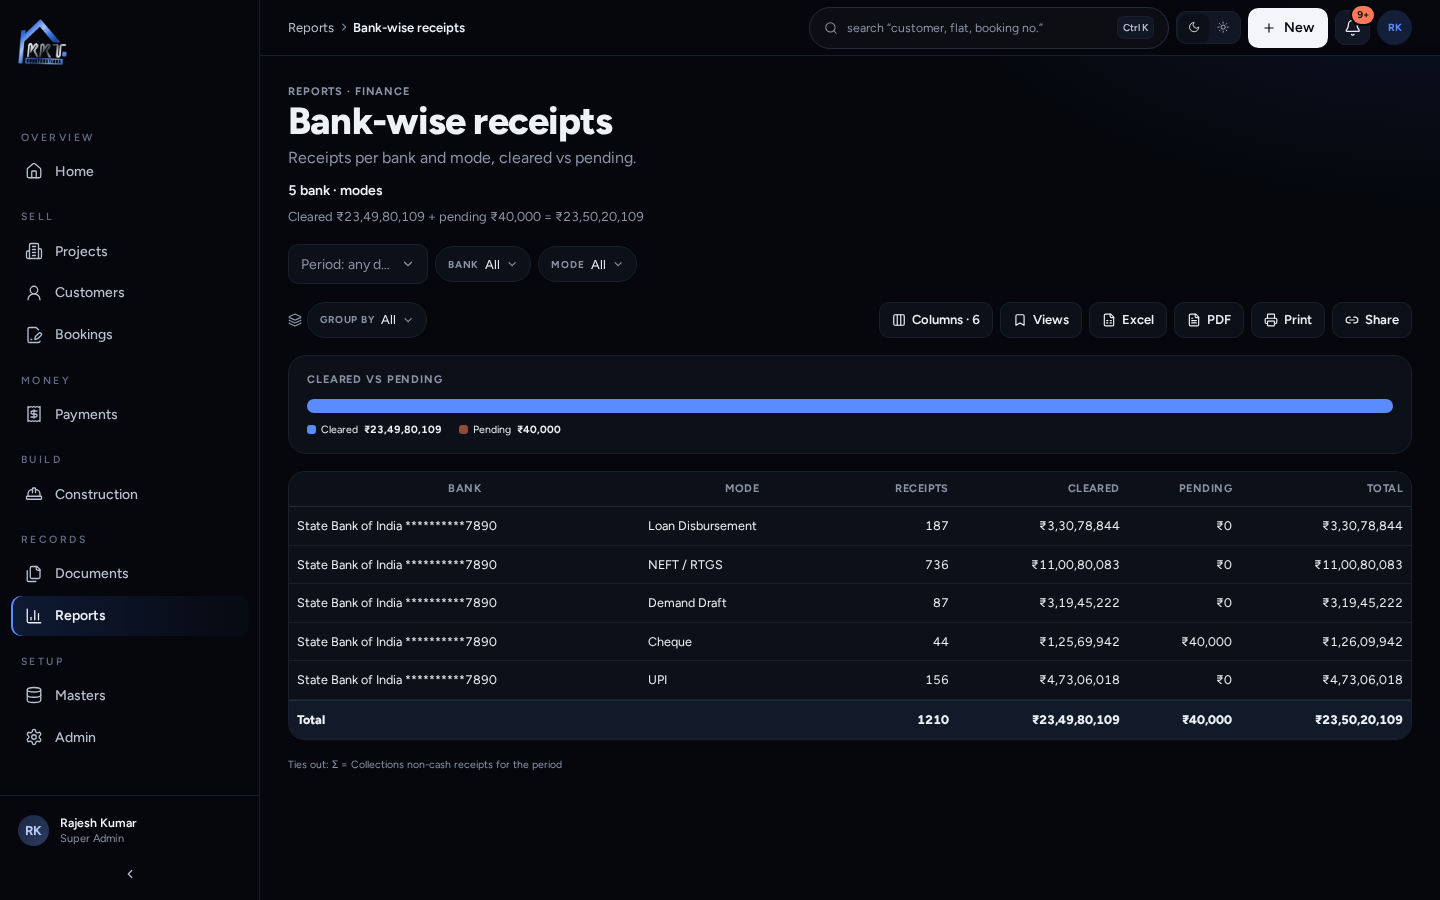 Reports > Bank-wise receipts
search “customer, flat, booking no.”
Ctrl K
+ New
9+
RK
OVERVIEW
Home
SELL
Projects
Customers
Bookings
MONEY
Payments
BUILD
Construction
RECORDS
Documents
Reports
SETUP
Masters
Admin
RK
Rajesh Kumar
Super Admin
REPORTS · FINANCE
Bank-wise receipts
Receipts per bank and mode, cleared vs pending.
5 bank · modes
Cleared ₹23,49,80,109 + pending ₹40,000 = ₹23,50,20,109
Period: any d...
BANK All
MODE All
GROUP BY All
Columns · 6
Views
Excel
PDF
Print
Share
CLEARED VS PENDING
Cleared ₹23,49,80,109 Pending ₹40,000
BANK MODE RECEIPTS CLEARED PENDING TOTAL
State Bank of India **********7890 Loan Disbursement 187 ₹3,30,78,844 ₹0 ₹3,30,78,844
State Bank of India **********7890 NEFT / RTGS 736 ₹11,00,80,083 ₹0 ₹11,00,80,083
State Bank of India **********7890 Demand Draft 87 ₹3,19,45,222 ₹0 ₹3,19,45,222
State Bank of India **********7890 Cheque 44 ₹1,25,69,942 ₹40,000 ₹1,26,09,942
State Bank of India **********7890 UPI 156 ₹4,73,06,018 ₹0 ₹4,73,06,018
Total 1210 ₹23,49,80,109 ₹40,000 ₹23,50,20,109
Ties out: Σ = Collections non-cash receipts for the period